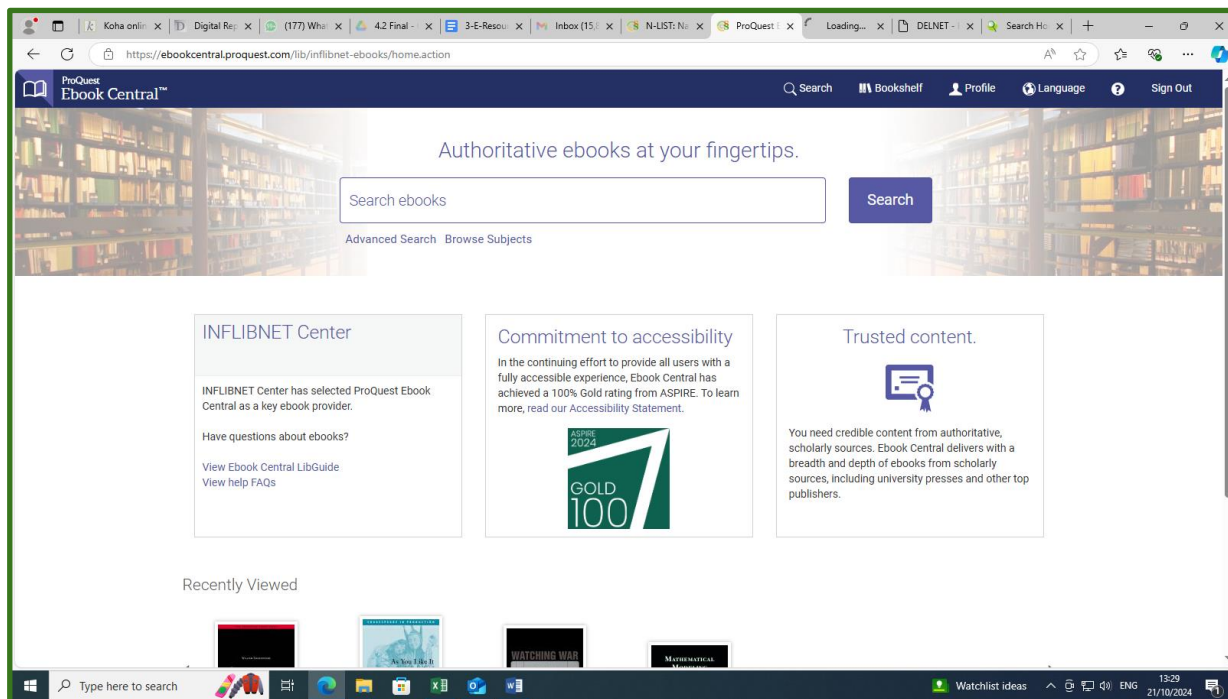 Koha onlin
Digital Rep
(177) What
4.2 Final -
3-E-Resou
Inbox (15,
N-LIST: Na
ProQuest E
Loading...
DELNET -
Search Ho
https://ebookcentral.proquest.com/lib/inflibnet-ebooks/home.action
ProQuest
Ebook Central™
Search
Bookshelf
Profile
Language
?
Sign Out
Authoritative ebooks at your fingertips.
Search ebooks
Search
Advanced Search Browse Subjects
INFLIBNET Center
INFLIBNET Center has selected ProQuest Ebook
Central as a key ebook provider.
Have questions about ebooks?
View Ebook Central LibGuide
View help FAQs
Commitment to accessibility
In the continuing effort to provide all users with a
fully accessible experience, Ebook Central has
achieved a 100% Gold rating from ASPIRE. To learn
more, read our Accessibility Statement.
ASPIRE
2024
GOLD
100
Trusted content.
You need credible content from authoritative,
scholarly sources. Ebook Central delivers with a
breadth and depth of ebooks from scholarly
sources, including university presses and other top
publishers.
Recently Viewed
SHAKESPEARE IN PRODUCTION
As You Like It
WATCHING WAR
MATHEMATICAL
MODELING
Type here to search
Watchlist ideas
ENG
13:29
21/10/2024